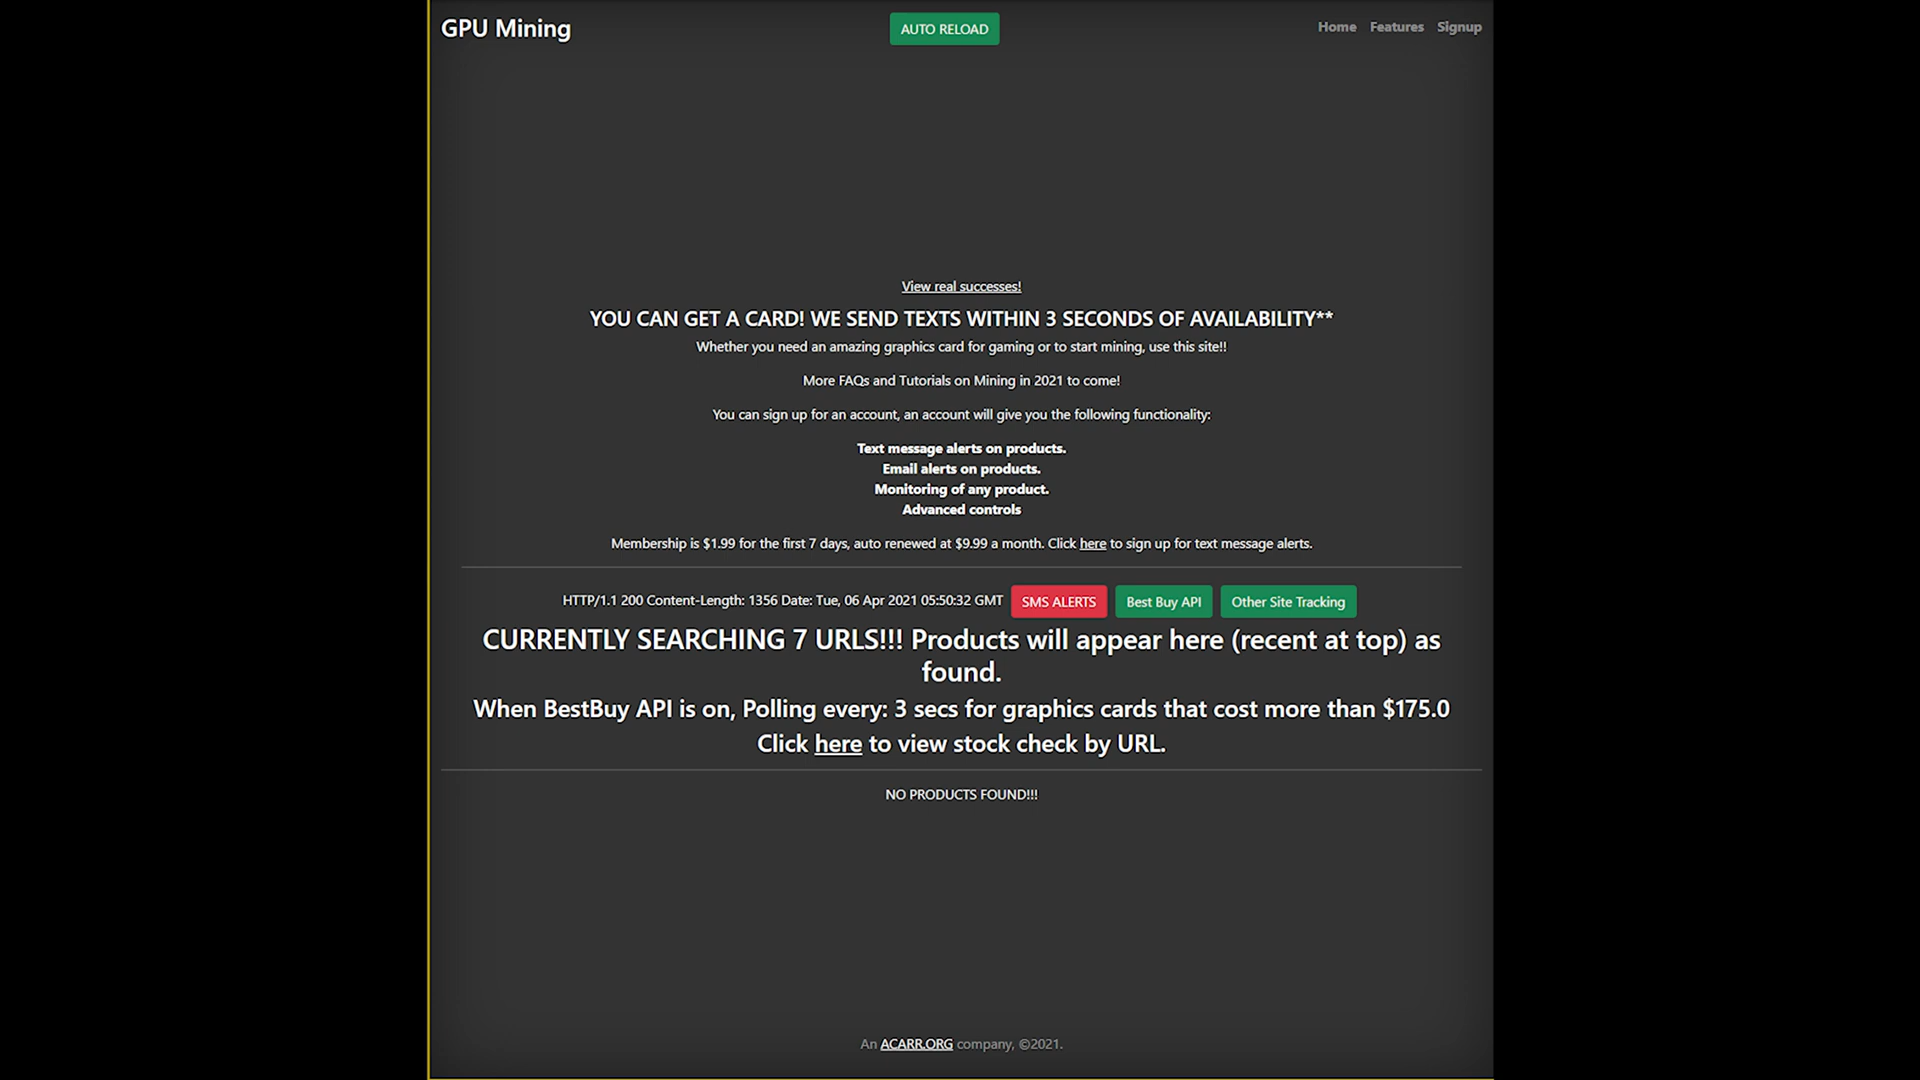 GPU Mining
AUTO RELOAD
Home Features Signup
View real successes!
YOU CAN GET A CARD! WE SEND TEXTS WITHIN 3 SECONDS OF AVAILABILITY**
Whether you need an amazing graphics card for gaming or to start mining, use this site!!
More FAQs and Tutorials on Mining in 2021 to come!
You can sign up for an account, an account will give you the following functionality:
Text message alerts on products.
Email alerts on products.
Monitoring of any product.
Advanced controls
Membership is $1.99 for the first 7 days, auto renewed at $9.99 a month. Click here to sign up for text message alerts.
HTTP/1.1 200 Content-Length: 1356 Date: Tue, 06 Apr 2021 05:50:32 GMT SMS ALERTS Best Buy API Other Site Tracking
CURRENTLY SEARCHING 7 URLS!!! Products will appear here (recent at top) as
found.
When BestBuy API is on, Polling every: 3 secs for graphics cards that cost more than $175.0
Click here to view stock check by URL.
NO PRODUCTS FOUND!!!
An ACARR.ORG company, ©2021.